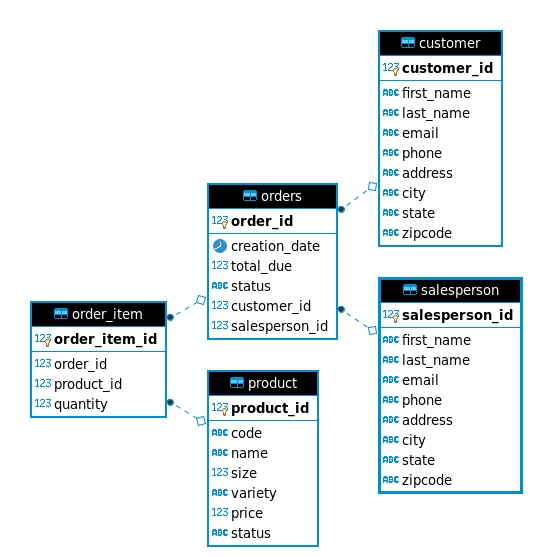 customer
123 customer_id
ABC first_name
ABC last_name
ABC email
ABC phone
ABC address
ABC city
ABC state
ABC zipcode
orders
123 order_id
creation_date
123 total_due
ABC status
123 customer_id
123 salesperson_id
salesperson
123 salesperson_id
ABC first_name
ABC last_name
ABC email
ABC phone
ABC address
ABC city
ABC state
ABC zipcode
order_item
123 order_item_id
123 order_id
123 product_id
123 quantity
product
123 product_id
ABC code
ABC name
123 size
ABC variety
123 price
ABC status